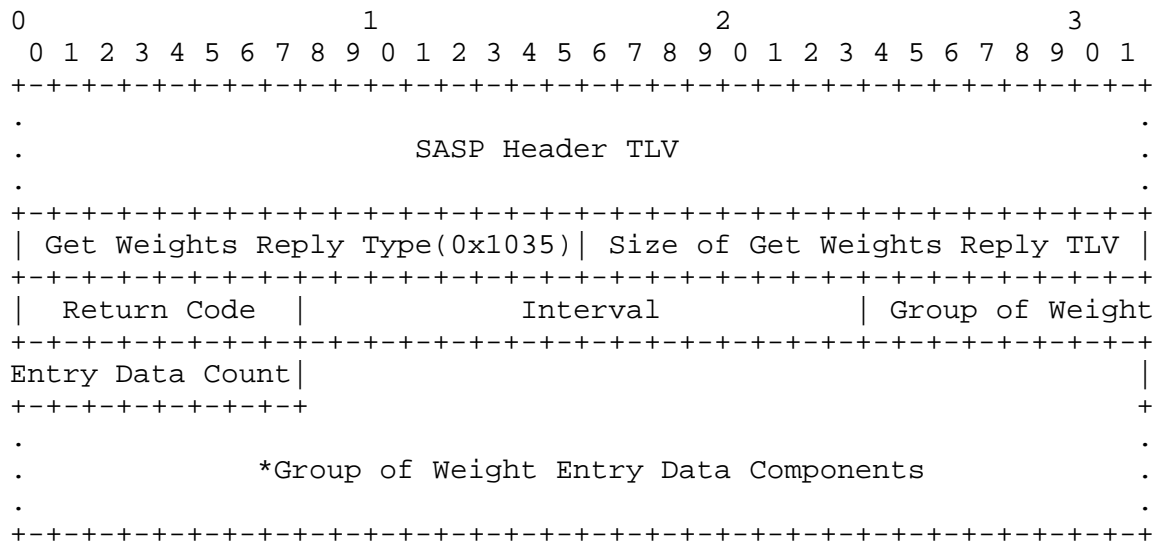 0                   1                   2                   3
 0 1 2 3 4 5 6 7 8 9 0 1 2 3 4 5 6 7 8 9 0 1 2 3 4 5 6 7 8 9 0 1
+-+-+-+-+-+-+-+-+-+-+-+-+-+-+-+-+-+-+-+-+-+-+-+-+-+-+-+-+-+-+-+-+
.                                                               .
.                      SASP Header TLV                          .
.                                                               .
+-+-+-+-+-+-+-+-+-+-+-+-+-+-+-+-+-+-+-+-+-+-+-+-+-+-+-+-+-+-+-+-+
| Get Weights Reply Type(0x1035)| Size of Get Weights Reply TLV |
+-+-+-+-+-+-+-+-+-+-+-+-+-+-+-+-+-+-+-+-+-+-+-+-+-+-+-+-+-+-+-+-+
|  Return Code  |            Interval           | Group of Weight
+-+-+-+-+-+-+-+-+-+-+-+-+-+-+-+-+-+-+-+-+-+-+-+-+-+-+-+-+-+-+-+-+
Entry Data Count|                                               |
+-+-+-+-+-+-+-+-+                                               +
.                                                               .
.             *Group of Weight Entry Data Components            .
.                                                               .
+-+-+-+-+-+-+-+-+-+-+-+-+-+-+-+-+-+-+-+-+-+-+-+-+-+-+-+-+-+-+-+-+